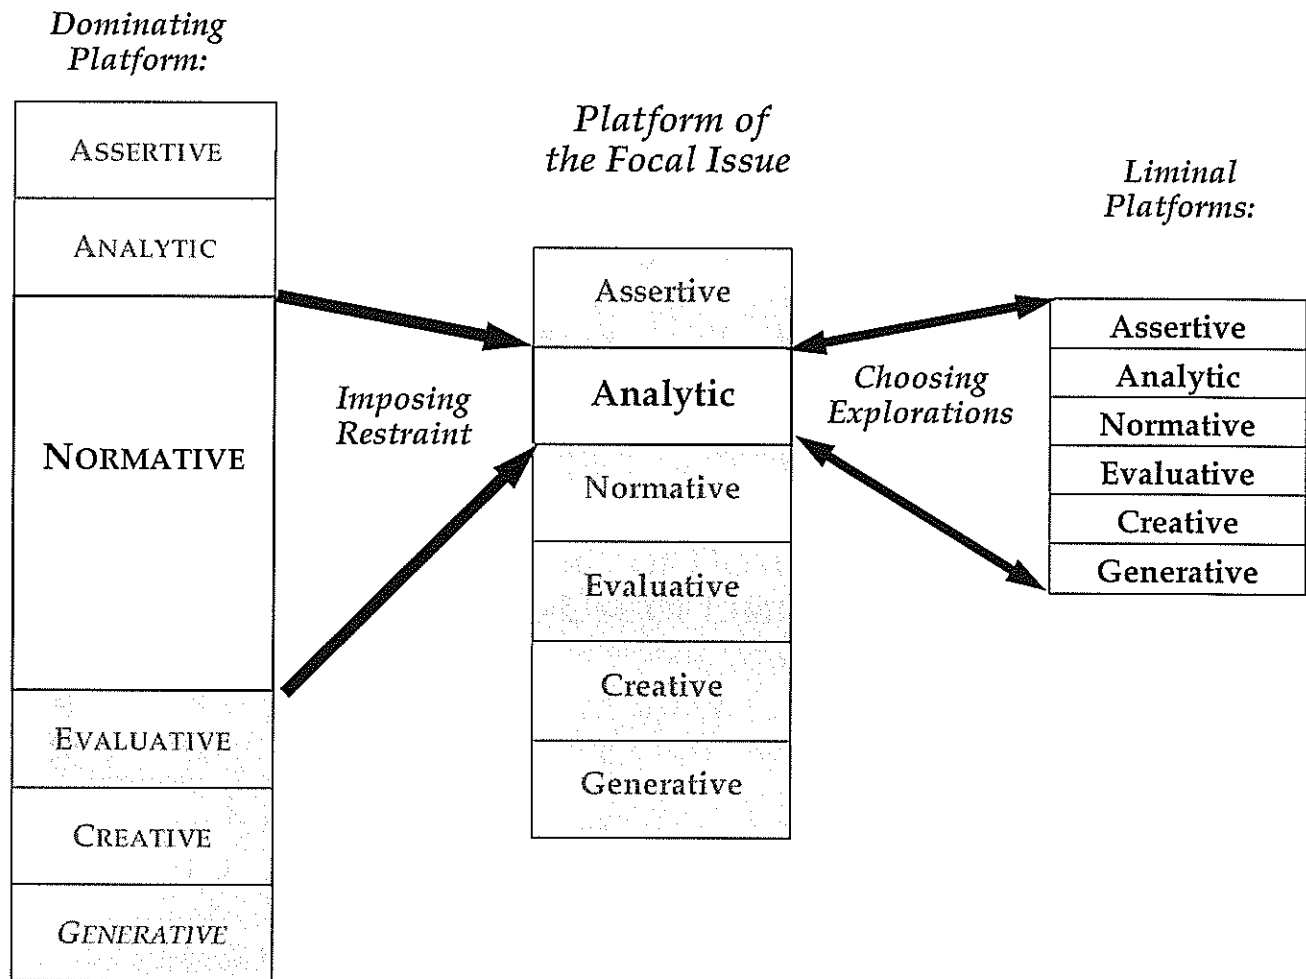 Dominating
Platform:
ASSERTIVE
ANALYTIC
NORMATIVE
EVALUATIVE
CREATIVE
GENERATIVE
Imposing
Restraint
Platform of
the Focal Issue
Assertive
Analytic
Normative
Evaluative
Creative
Generative
Choosing
Explorations
Liminal
Platforms:
Assertive
Analytic
Normative
Evaluative
Creative
Generative